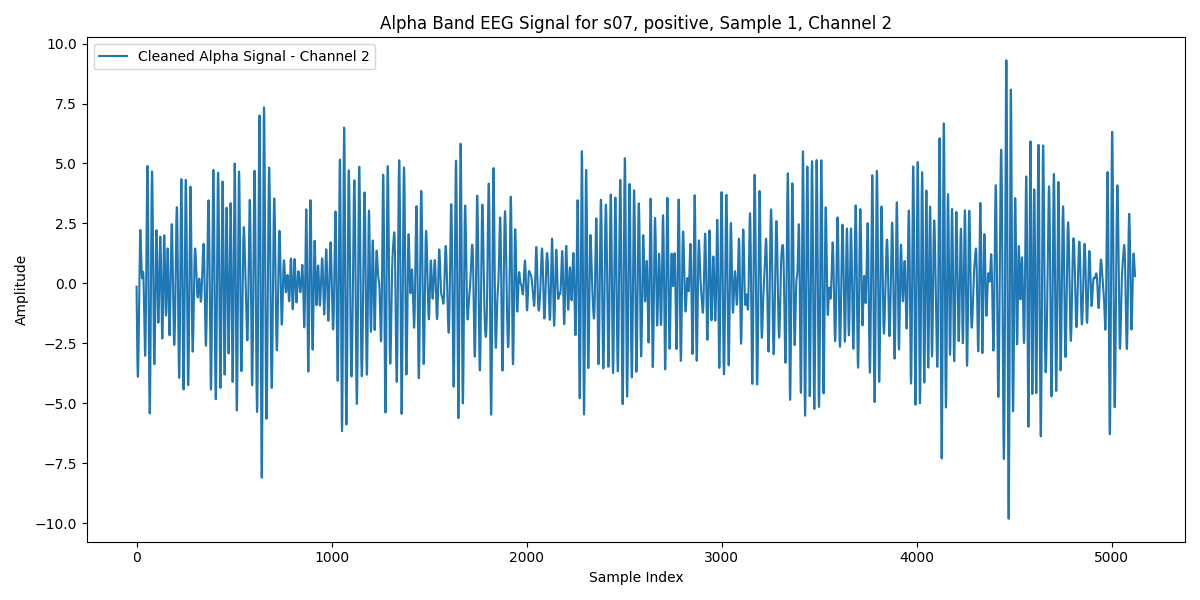 Alpha Band EEG Signal for s07, positive, Sample 1, Channel 2
Cleaned Alpha Signal - Channel 2
Amplitude
10.0
7.5
5.0
2.5
0.0
−2.5
−5.0
−7.5
−10.0
0 1000 2000 3000 4000 5000
Sample Index